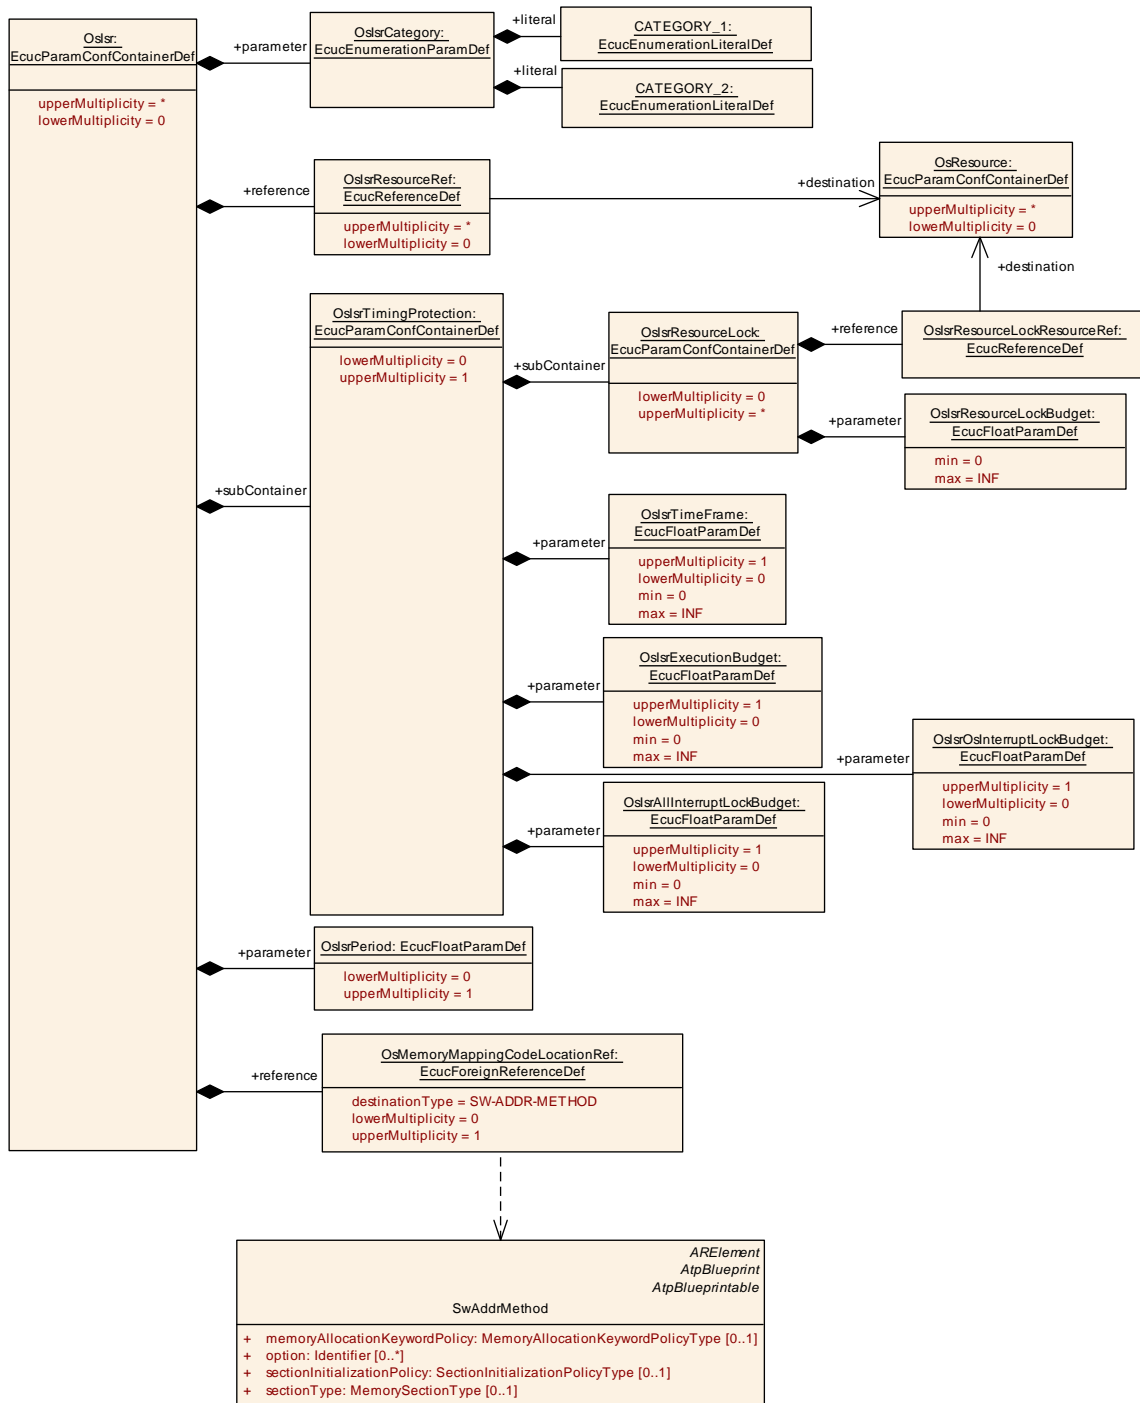 OsIsr:
EcucParamConfContainerDef
upperMultiplicity = *
lowerMultiplicity = 0
+parameter
OsIsrCategory:
EcucEnumerationParamDef
+literal
CATEGORY_1:
EcucEnumerationLiteralDef
+literal
CATEGORY_2:
EcucEnumerationLiteralDef
+reference
OsIsrResourceRef:
EcucReferenceDef
upperMultiplicity = *
lowerMultiplicity = 0
+destination
OsResource:
EcucParamConfContainerDef
upperMultiplicity = *
lowerMultiplicity = 0
+destination
+subContainer
OsIsrTimingProtection:
EcucParamConfContainerDef
lowerMultiplicity = 0
upperMultiplicity = 1
+subContainer
OsIsrResourceLock:
EcucParamConfContainerDef
lowerMultiplicity = 0
upperMultiplicity = *
+reference
OsIsrResourceLockResourceRef:
EcucReferenceDef
+parameter
OsIsrResourceLockBudget:
EcucFloatParamDef
min = 0
max = INF
+parameter
OsIsrTimeFrame:
EcucFloatParamDef
upperMultiplicity = 1
lowerMultiplicity = 0
min = 0
max = INF
+parameter
OsIsrExecutionBudget:
EcucFloatParamDef
upperMultiplicity = 1
lowerMultiplicity = 0
min = 0
max = INF
+parameter
OsIsrOsInterruptLockBudget:
EcucFloatParamDef
upperMultiplicity = 1
lowerMultiplicity = 0
min = 0
max = INF
+parameter
OsIsrAllInterruptLockBudget:
EcucFloatParamDef
upperMultiplicity = 1
lowerMultiplicity = 0
min = 0
max = INF
+parameter
OsIsrPeriod: EcucFloatParamDef
lowerMultiplicity = 0
upperMultiplicity = 1
+reference
OsMemoryMappingCodeLocationRef:
EcucForeignReferenceDef
destinationType = SW-ADDR-METHOD
lowerMultiplicity = 0
upperMultiplicity = 1
ARElement
AtpBlueprint
AtpBlueprintable
SwAddrMethod
+ memoryAllocationKeywordPolicy: MemoryAllocationKeywordPolicyType [0..1]
+ option: Identifier [0..*]
+ sectionInitializationPolicy: SectionInitializationPolicyType [0..1]
+ sectionType: MemorySectionType [0..1]